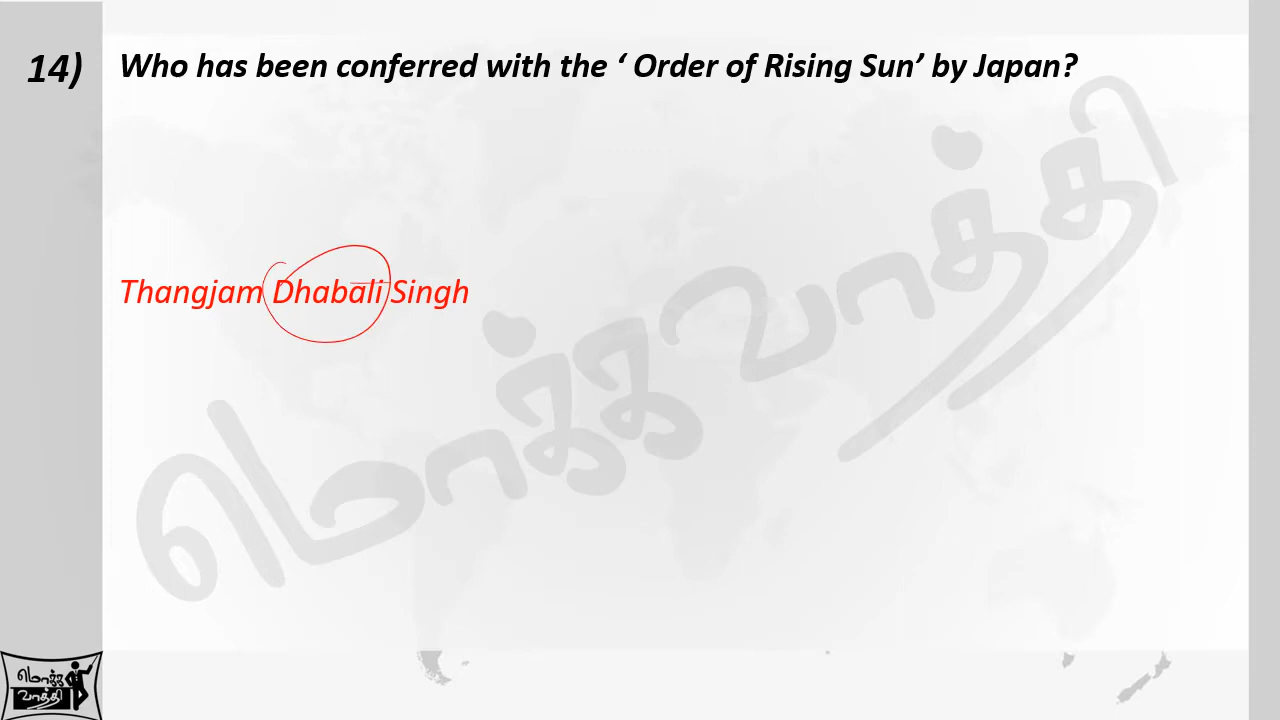 14) Who has been conferred with the ‘ Order of Rising Sun’ by Japan?
Thangjam Dhabali Singh
மொக்க வாத்தி
மொக்க
வாத்தி